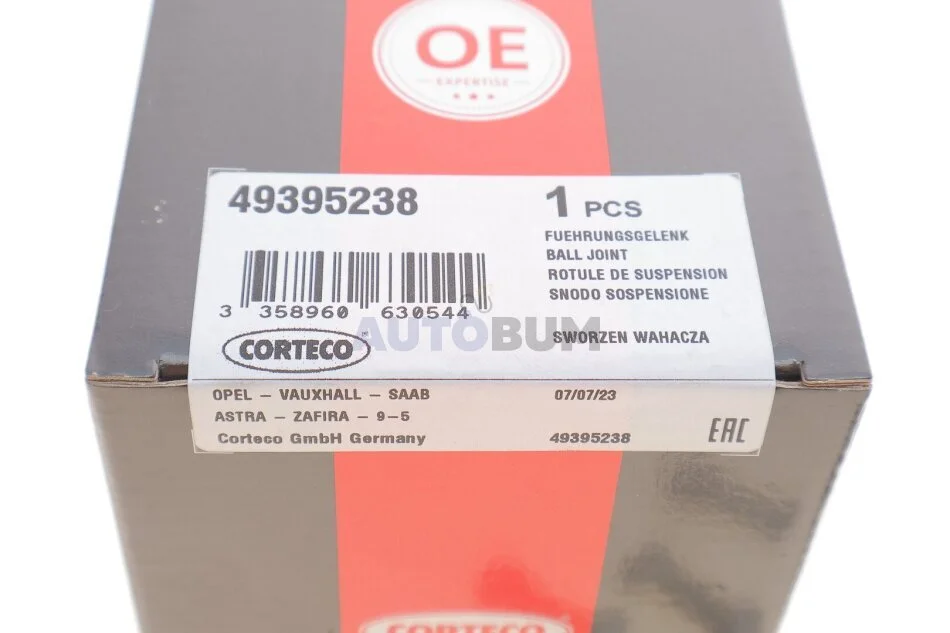 OE
EXPERTISE
49395238
1 PCS
FUEHRUNGSGELENK
BALL JOINT
ROTULE DE SUSPENSION
SNODO SOSPENSIONE
SWORZEN WAHACZA
3 358960 630544
AUTOBUM
CORTECO®
OPEL - VAUXHALL - SAAB
07/07/23
ASTRA - ZAFIRA - 9-5
Corteco GmbH Germany
49395238
EAC
CORTECO